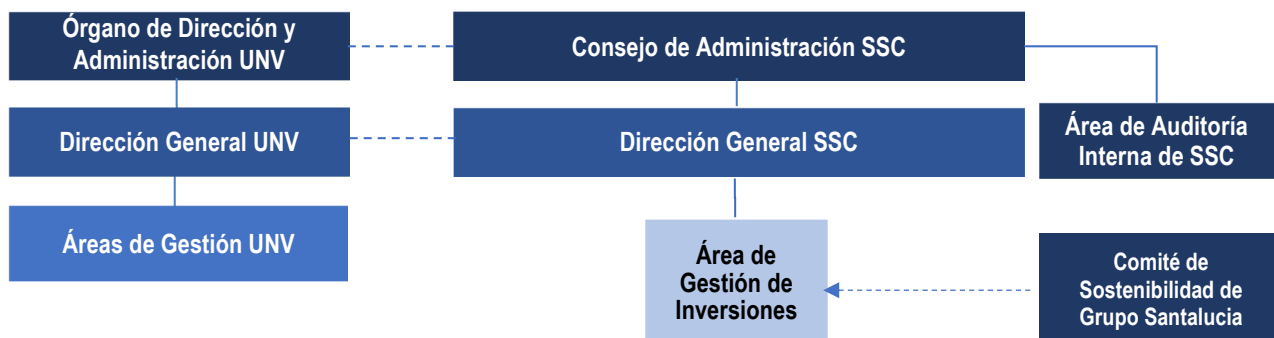 Órgano de Dirección y
Administración UNV
Consejo de Administración SSC
Dirección General UNV
Dirección General SSC
Área de Auditoría
Interna de SSC
Áreas de Gestión UNV
Área de
Gestión de
Inversiones
Comité de
Sostenibilidad de
Grupo Santalucia